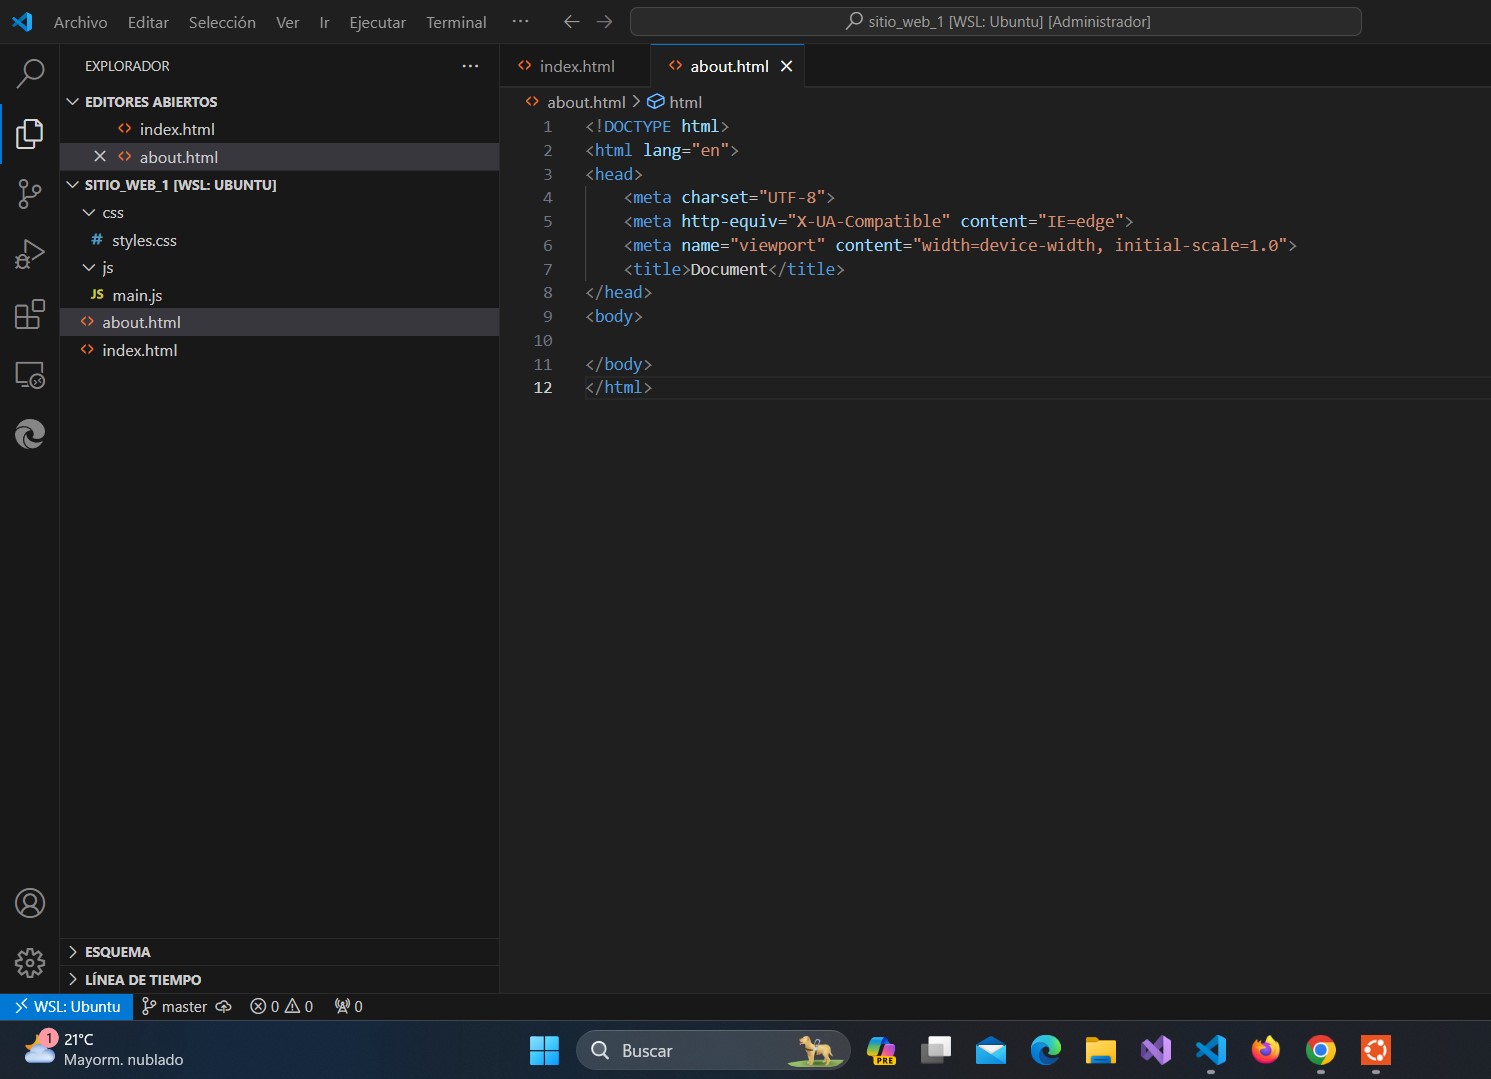 Archivo Editar Selección Ver Ir Ejecutar Terminal ··· sitio_web_1 [WSL: Ubuntu] [Administrador]
EXPLORADOR ···
EDITORES ABIERTOS
index.html
about.html
SITIO_WEB_1 [WSL: UBUNTU]
css
# styles.css
js
JS main.js
about.html
index.html
ESQUEMA
LÍNEA DE TIEMPO
index.html about.html
about.html > html
1 <!DOCTYPE html>
2 <html lang="en">
3 <head>
4 <meta charset="UTF-8">
5 <meta http-equiv="X-UA-Compatible" content="IE=edge">
6 <meta name="viewport" content="width=device-width, initial-scale=1.0">
7 <title>Document</title>
8 </head>
9 <body>
10
11 </body>
12 </html>
WSL: Ubuntu master 0 0 0
1 21°C
Mayorm. nublado
Buscar
PRE